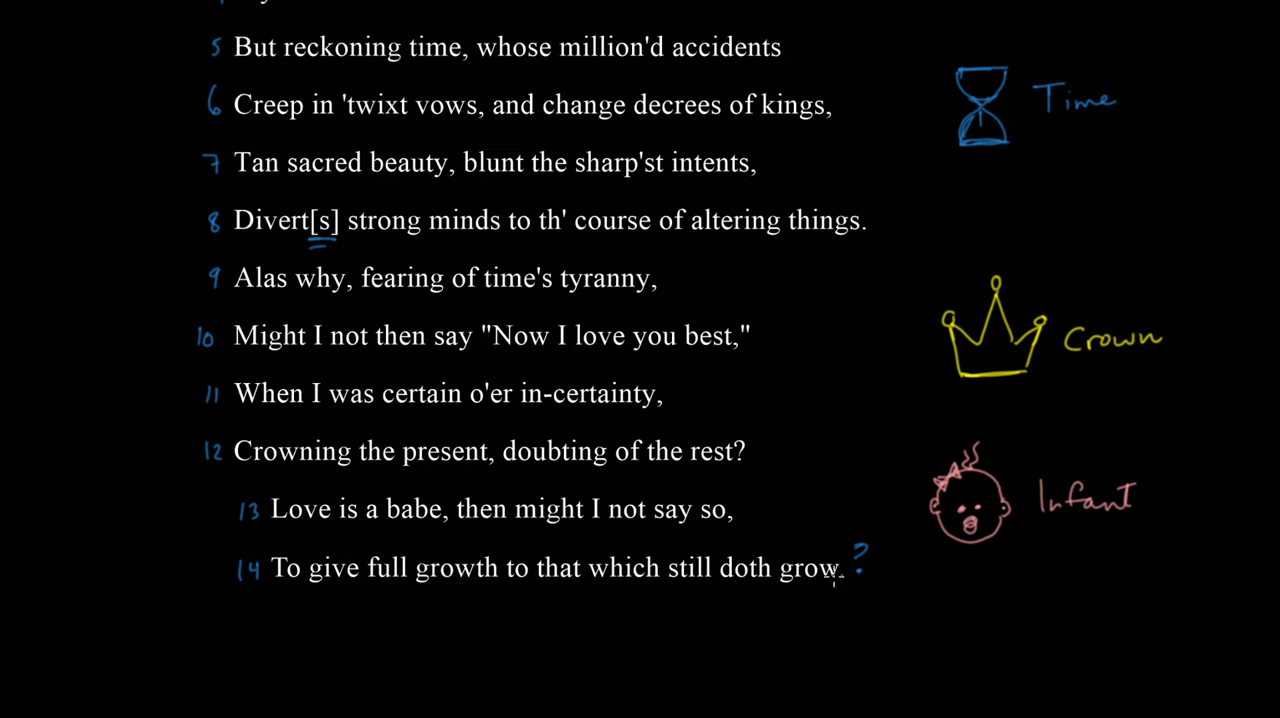 5 But reckoning time, whose million'd accidents
6 Creep in 'twixt vows, and change decrees of kings,
Time
7 Tan sacred beauty, blunt the sharp'st intents,
8 Divert[s] strong minds to th' course of altering things.
9 Alas why, fearing of time's tyranny,
10 Might I not then say "Now I love you best,"
Crown
11 When I was certain o'er in-certainty,
12 Crowning the present, doubting of the rest?
Infant
13 Love is a babe, then might I not say so,
14 To give full growth to that which still doth grow. ?